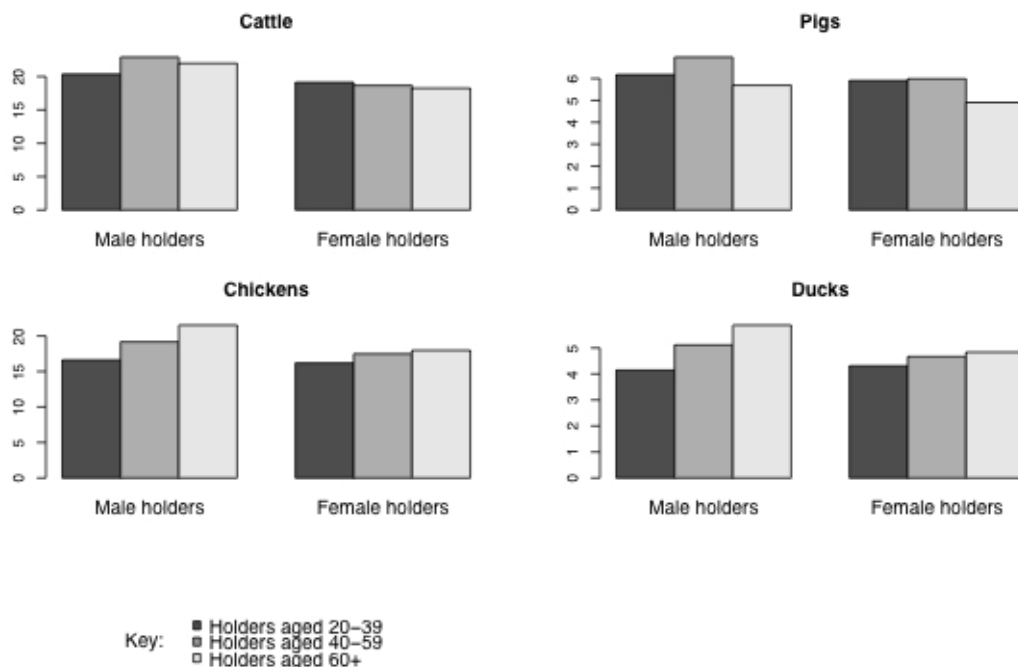 Cattle
20
15
10
5
0
Male holders Female holders
Pigs
6
5
4
3
2
1
0
Male holders Female holders
Chickens
20
15
10
5
0
Male holders Female holders
Ducks
5
4
3
2
1
0
Male holders Female holders
Key:
Holders aged 20–39
Holders aged 40–59
Holders aged 60+